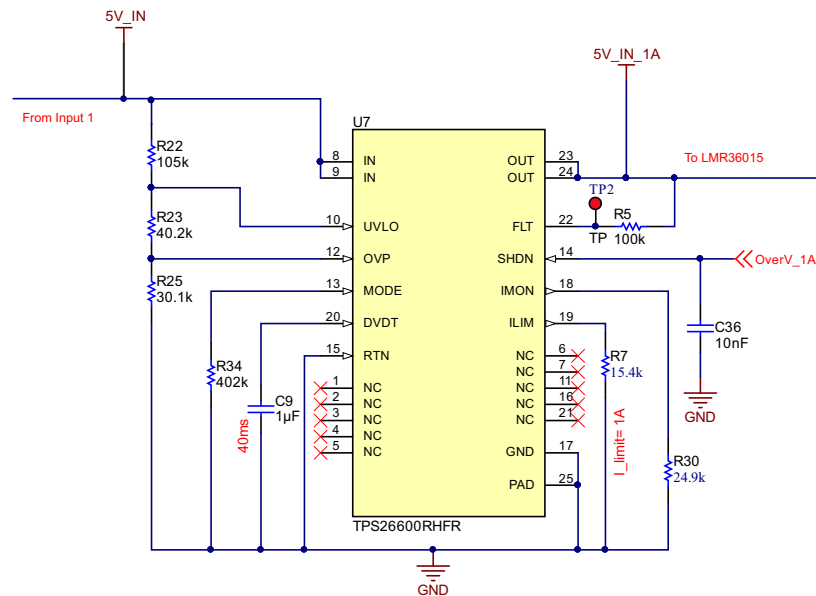 5V_IN
5V_IN_1A
From Input 1
U7
To LMR36015
R22
105k
8
IN
OUT
23
9
IN
OUT
24
TP2
R23
40.2k
10
UVLO
FLT
22
TP
R5
100k
12
OVP
SHDN
14
OverV_1A
R25
30.1k
13
MODE
IMON
18
20
DVDT
ILIM
19
C36
10nF
15
RTN
NC
6
R7
15.4k
R34
402k
NC
7
1
NC
NC
11
2
NC
NC
16
3
NC
NC
21
4
NC
5
NC
C9
1µF
40ms
GND
17
I_limit= 1A
GND
R30
24.9k
PAD
25
TPS26600RHFR
GND